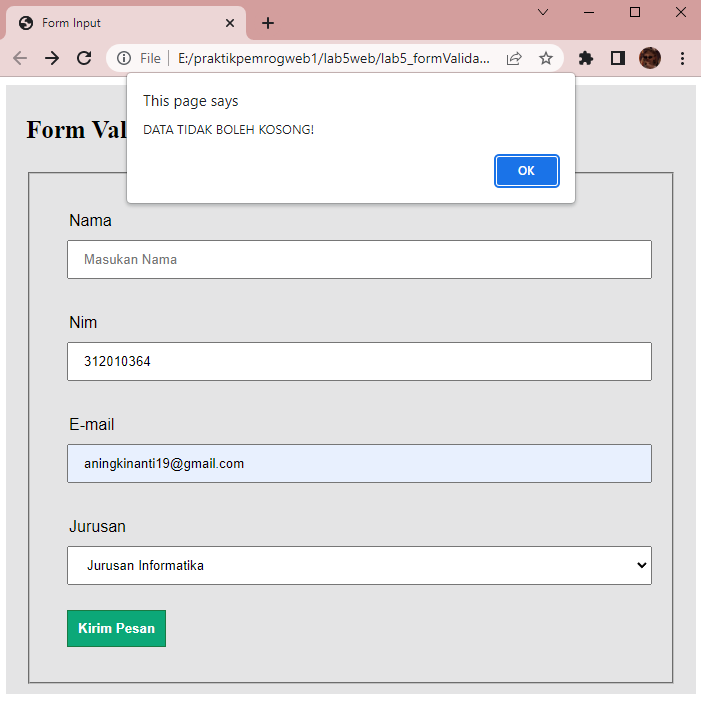 Form Input
File
E:/praktikpemrogweb1/lab5web/lab5_formValida...
This page says
DATA TIDAK BOLEH KOSONG!
OK
Form Val
Nama
Masukan Nama
Nim
312010364
E-mail
aningkinanti19@gmail.com
Jurusan
Jurusan Informatika
Kirim Pesan